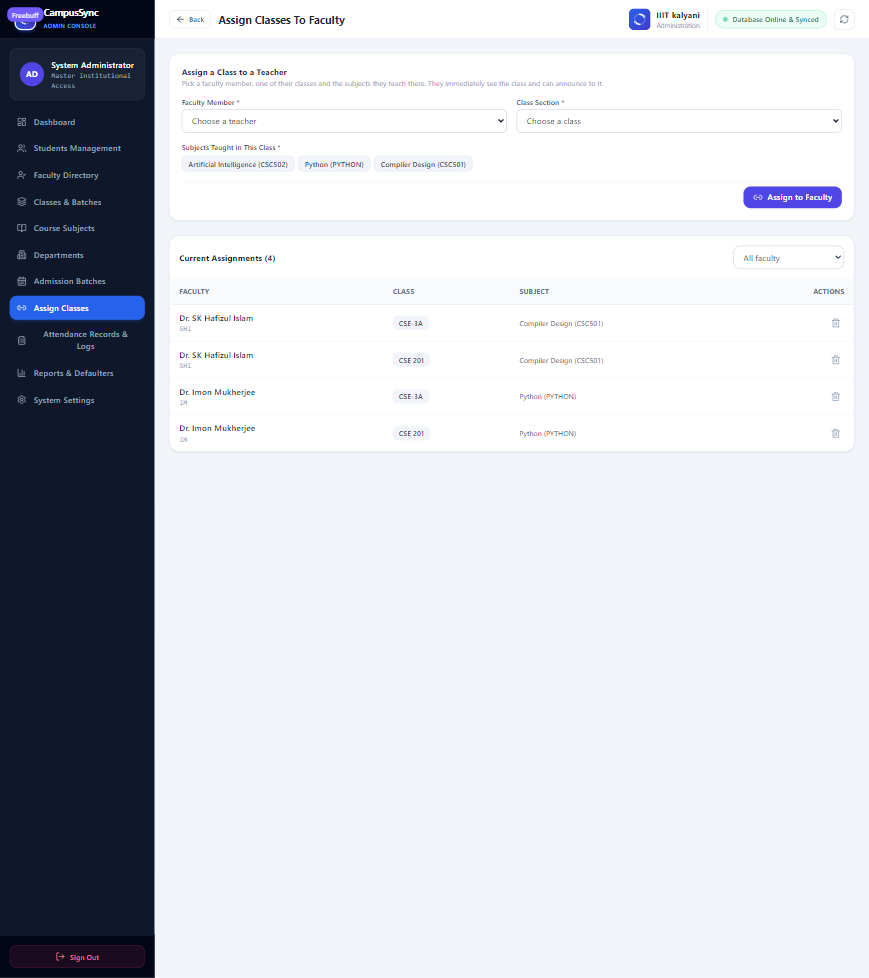 Freebuff
CampusSync
ADMIN CONSOLE
AD
System Administrator
Master Institutional
Access
Dashboard
Students Management
Faculty Directory
Classes & Batches
Course Subjects
Departments
Admission Batches
Assign Classes
Attendance Records &
Logs
Reports & Defaulters
System Settings
Sign Out
Back
Assign Classes To Faculty
IIIT kalyani
Administration
Database Online & Synced
Assign a Class to a Teacher
Pick a faculty member, one of their classes and the subjects they teach there. They immediately see the class and can announce to it.
Faculty Member *
Class Section *
Choose a teacher
Choose a class
Subjects Taught in This Class *
Artificial Intelligence (CSC502)
Python (PYTHON)
Compiler Design (CSC501)
Assign to Faculty
Current Assignments (4)
All faculty
FACULTY CLASS SUBJECT ACTIONS
Dr. SK Hafizul Islam
SHI
CSE-3A
Compiler Design (CSC501)
Dr. SK Hafizul Islam
SHI
CSE 201
Compiler Design (CSC501)
Dr. Imon Mukherjee
IM
CSE-3A
Python (PYTHON)
Dr. Imon Mukherjee
IM
CSE 201
Python (PYTHON)